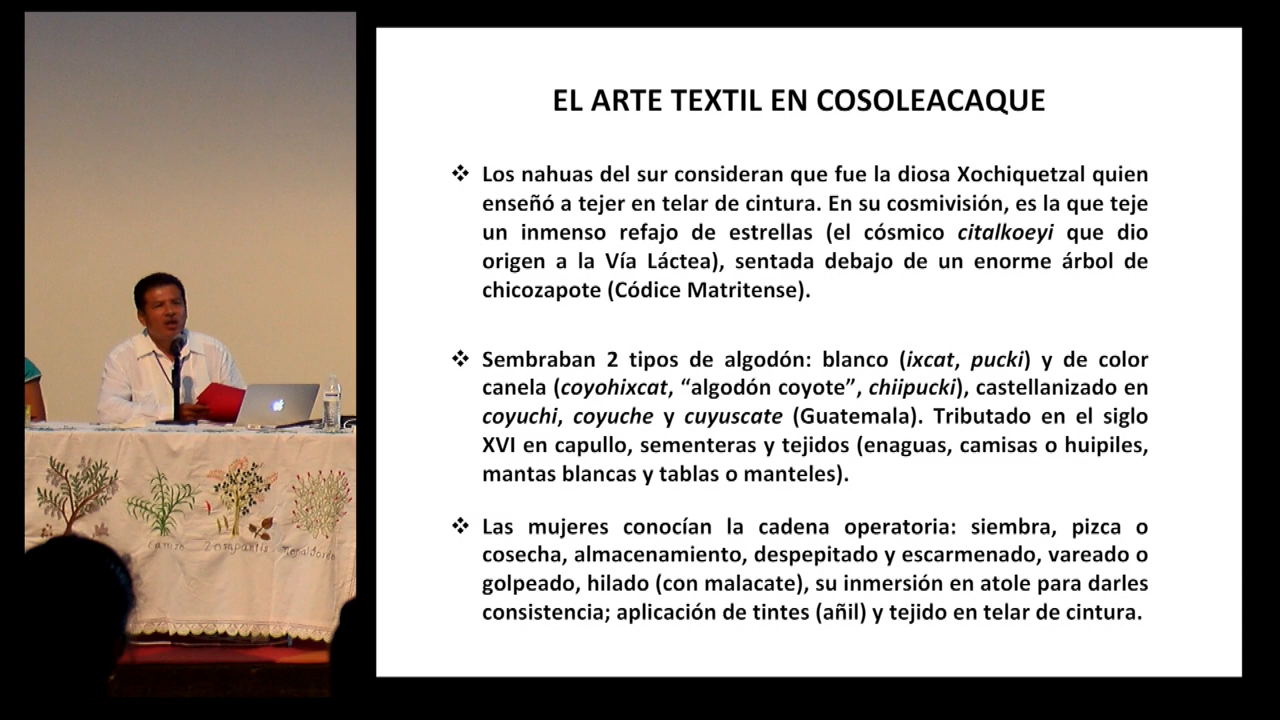 EL ARTE TEXTIL EN COSOLEACAQUE
❖ Los nahuas del sur consideran que fue la diosa Xochiquetzal quien
enseñó a tejer en telar de cintura. En su cosmivisión, es la que teje
un inmenso refajo de estrellas (el cósmico citalkoeyi que dio
origen a la Vía Láctea), sentada debajo de un enorme árbol de
chicozapote (Códice Matritense).
❖ Sembraban 2 tipos de algodón: blanco (ixcat, pucki) y de color
canela (coyohixcat, “algodón coyote”, chiipucki), castellanizado en
coyuchi, coyuche y cuyuscate (Guatemala). Tributado en el siglo
XVI en capullo, sementeras y tejidos (enaguas, camisas o huipiles,
mantas blancas y tablas o manteles).
❖ Las mujeres conocían la cadena operatoria: siembra, pizca o
cosecha, almacenamiento, despepitado y escarmenado, vareado o
golpeado, hilado (con malacate), su inmersión en atole para darles
consistencia; aplicación de tintes (añil) y tejido en telar de cintura.